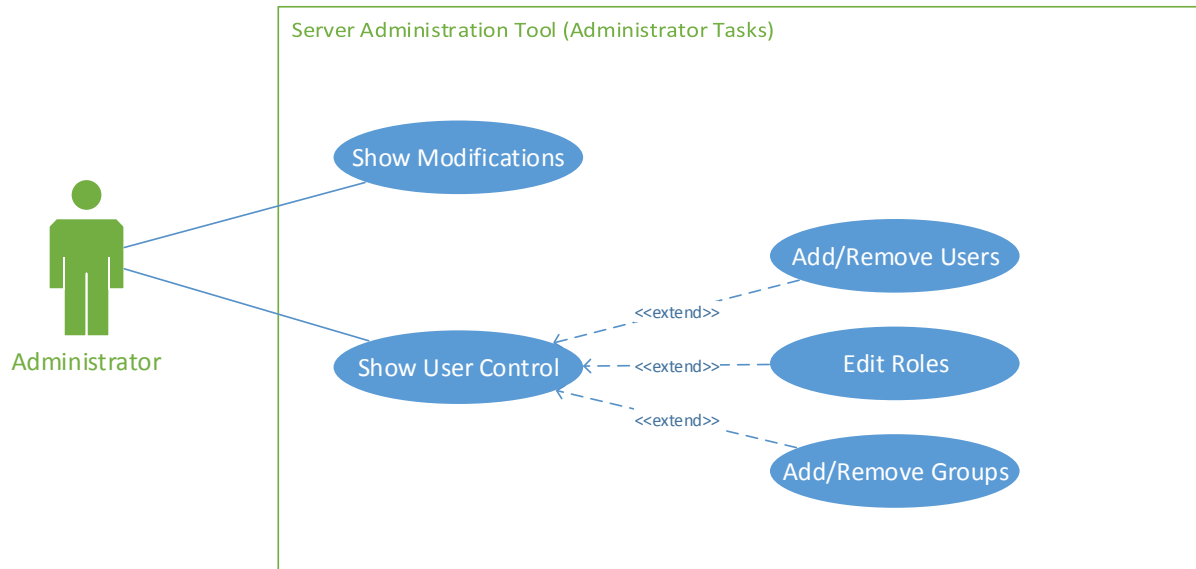 Server Administration Tool (Administrator Tasks)
Show Modifications
Add/Remove Users
<<extend>>
Administrator
Show User Control
<<extend>>
Edit Roles
<<extend>>
Add/Remove Groups